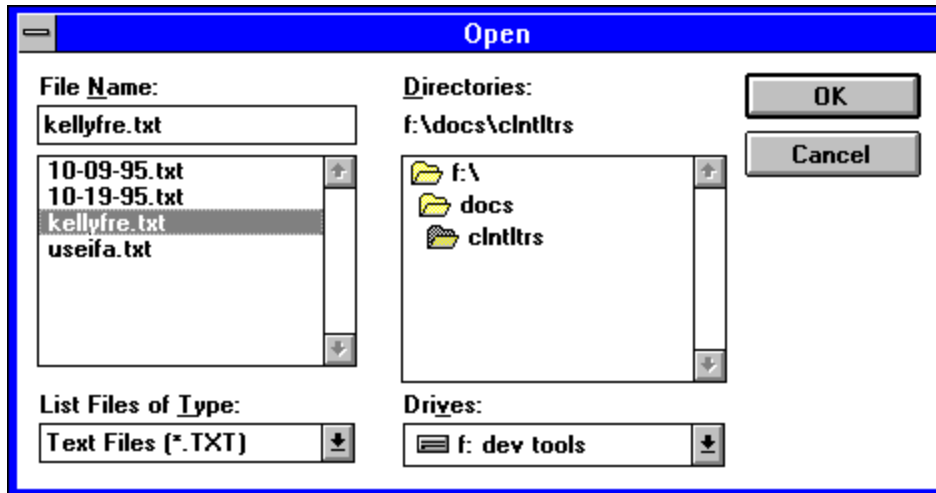 Open
File Name:
kellyfre.txt
10-09-95.txt
10-19-95.txt
kellyfre.txt
useifa.txt
List Files of Type:
Text Files (*.TXT)
Directories:
f:\docs\clntltrs
f:\
docs
clntltrs
Drives:
f: dev tools
OK
Cancel